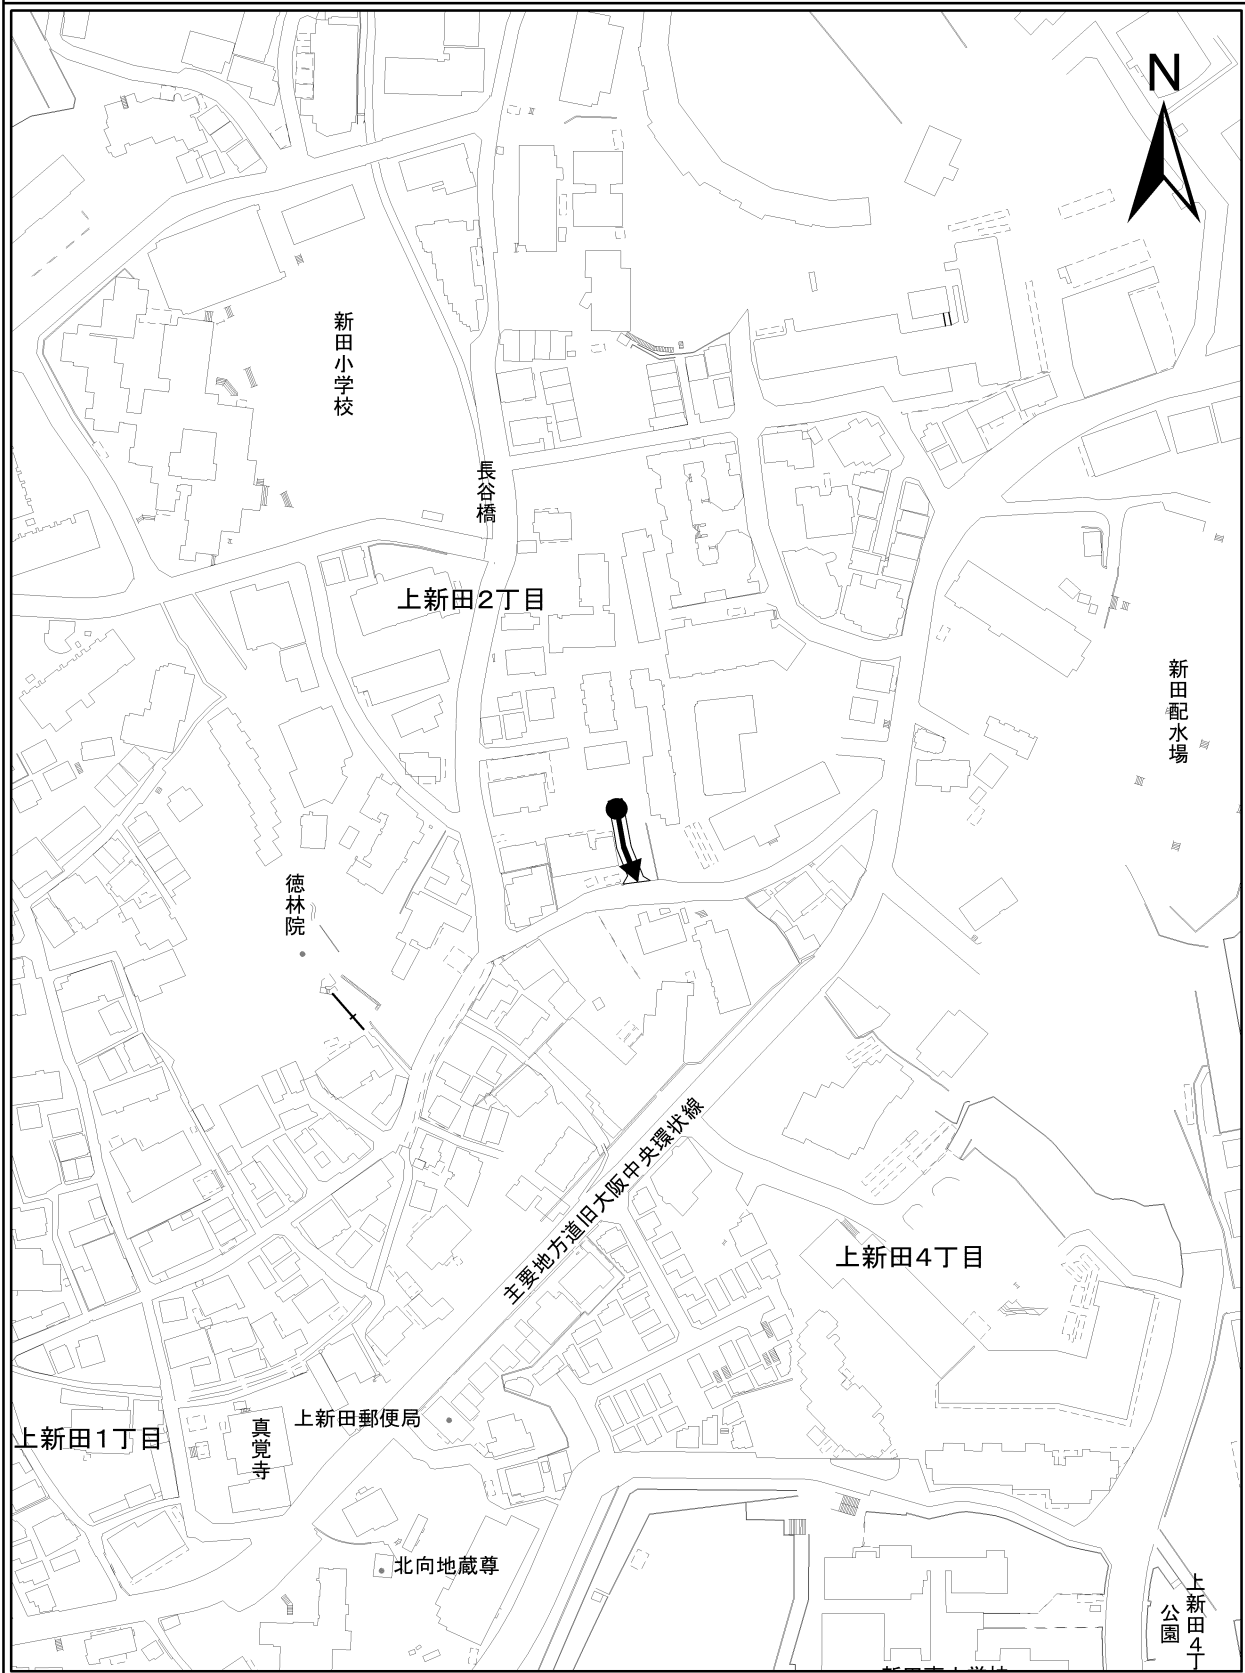 N
新田小学校
長谷橋
上新田2丁目
新田配水場
徳林院
主要地方道旧大阪中央環状線
上新田4丁目
上新田郵便局
上新田1丁目
真覚寺
北向地蔵尊
上新田4丁
公園